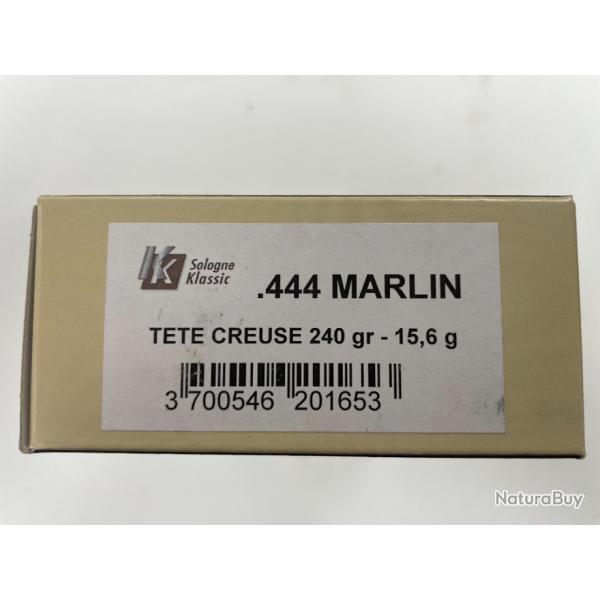 Sologne
Klassic
.444 MARLIN
TETE CREUSE 240 gr - 15,6 g
3 700546 201653
NaturaBuy